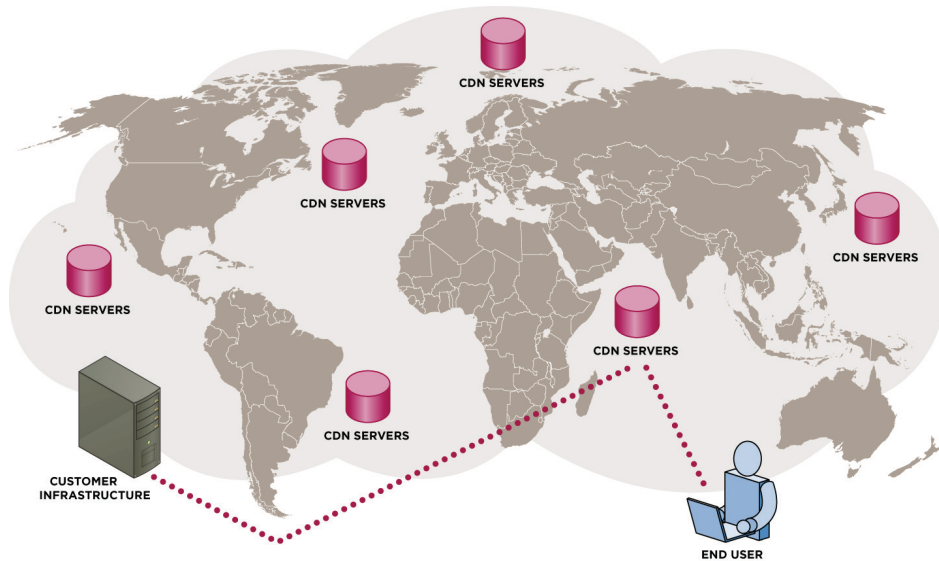 CDN SERVERS
CDN SERVERS
CDN SERVERS
CDN SERVERS
CDN SERVERS
CDN SERVERS
CUSTOMER
INFRASTRUCTURE
END USER